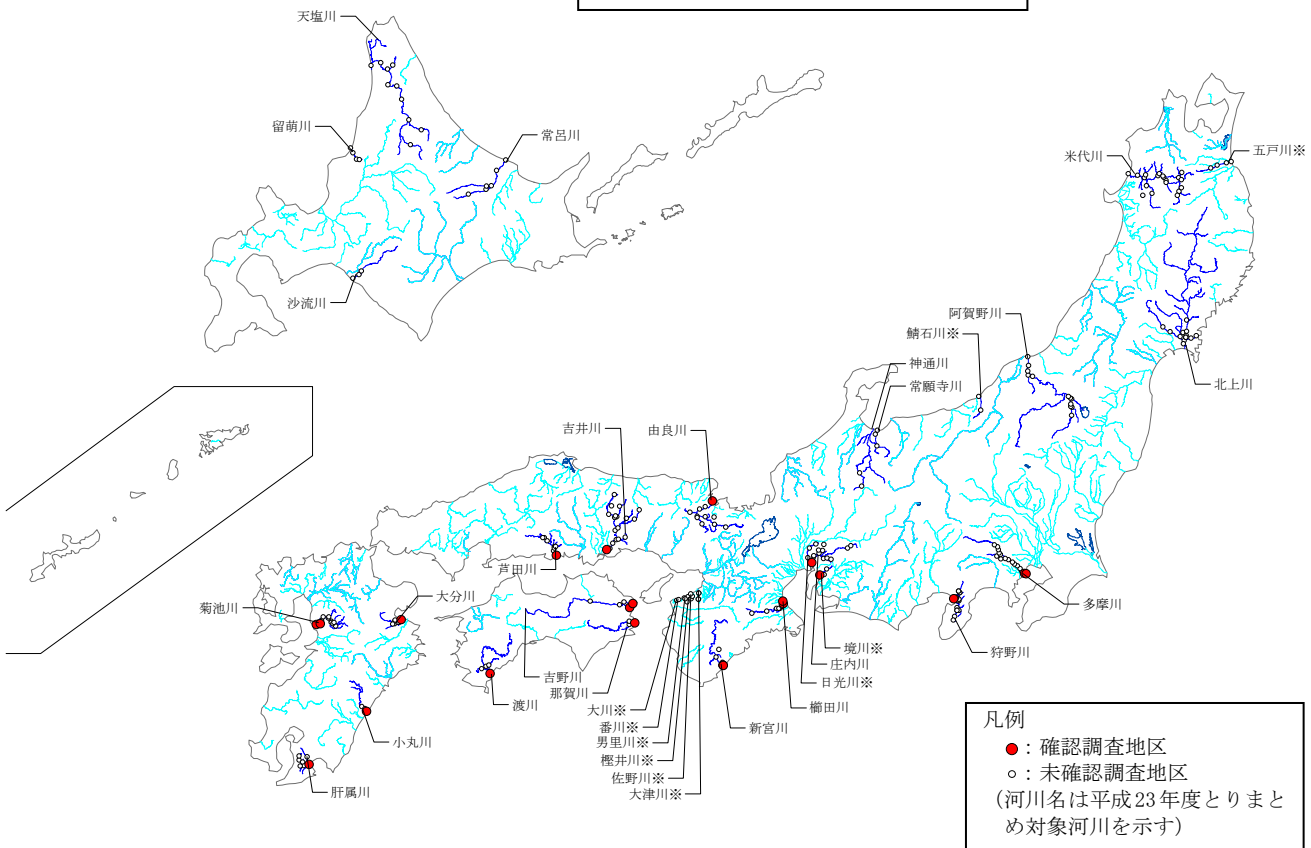 天塩川
留萌川
常呂川
沙流川
米代川
五戸川※
阿賀野川
鯖石川※
神通川
常願寺川
北上川
吉井川
由良川
芦田川
菊池川
大分川
多摩川
狩野川
境川※
庄内川
日光川※
櫛田川
新宮川
吉野川
那賀川
渡川
大川※
番川※
男里川※
樫井川※
佐野川※
大津川※
小丸川
肝属川
凡例
：確認調査地区
：未確認調査地区
(河川名は平成23年度とりまと
め対象河川を示す)